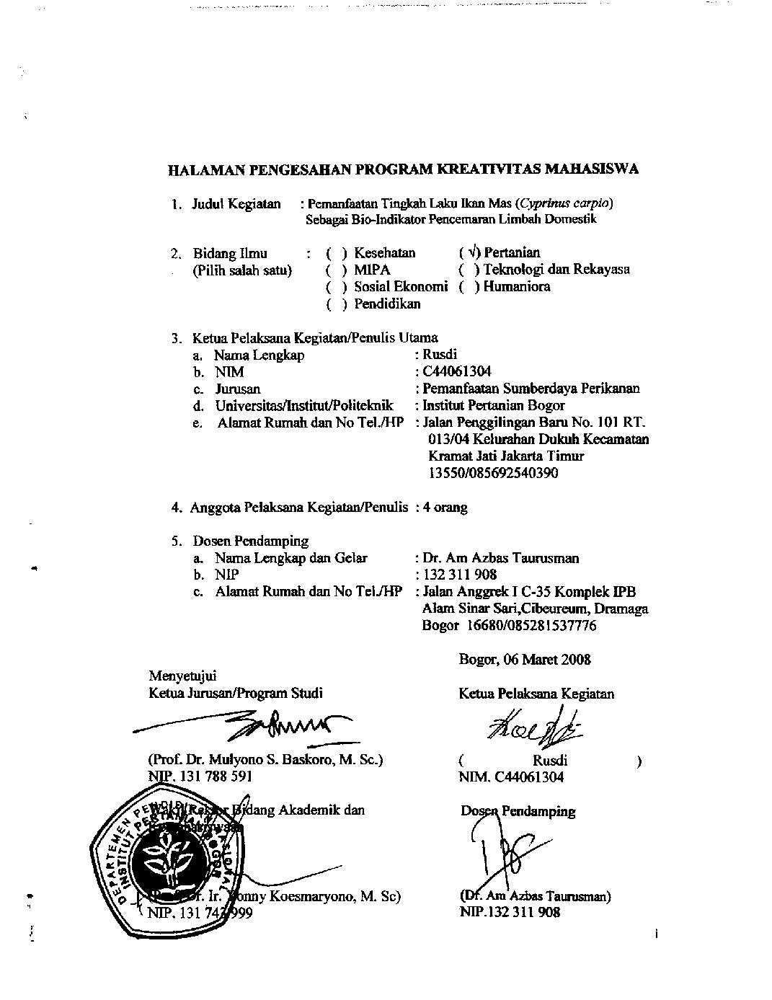 HALAMAN PENGESAHAN PROGRAM KREATIVITAS MAHASISWA
1. Judul Kegiatan : Pemanfaatan Tingkah Laku Ikan Mas (Cyprinus carpio)
Sebagai Bio-Indikator Pencemaran Limbah Domestik
2. Bidang Ilmu : ( ) Kesehatan (√) Pertanian
(Pilih salah satu) ( ) MIPA ( ) Teknologi dan Rekayasa
( ) Sosial Ekonomi ( ) Humaniora
( ) Pendidikan
3. Ketua Pelaksana Kegiatan/Penulis Utama
a. Nama Lengkap : Rusdi
b. NIM : C44061304
c. Jurusan : Pemanfaatan Sumberdaya Perikanan
d. Universitas/Institut/Politeknik : Institut Pertanian Bogor
e. Alamat Rumah dan No Tel./HP : Jalan Penggilingan Baru No. 101 RT.
013/04 Kelurahan Dukuh Kecamatan
Kramat Jati Jakarta Timur
13550/085692540390
4. Anggota Pelaksana Kegiatan/Penulis : 4 orang
5. Dosen Pendamping
a. Nama Lengkap dan Gelar : Dr. Am Azbas Taurusman
b. NIP : 132 311 908
c. Alamat Rumah dan No Tel./HP : Jalan Anggrek I C-35 Komplek IPB
Alam Sinar Sari,Cibeureum, Dramaga
Bogor 16680/085281537776
Bogor, 06 Maret 2008
Menyetujui
Ketua Jurusan/Program Studi Ketua Pelaksana Kegiatan
(Prof. Dr. Mulyono S. Baskoro, M. Sc.) ( Rusdi )
NIP. 131 788 591 NIM. C44061304
Wakil Rektor Bidang Akademik dan Dosen Pendamping
DEPARTEMEN PENDIDIKAN NASIONAL
INSTITUT PERTANIAN BOGOR
Ir. Yonny Koesmaryono, M. Sc) (Dr. Am Azbas Taurusman)
NIP. 131 742 999 NIP.132 311 908
i